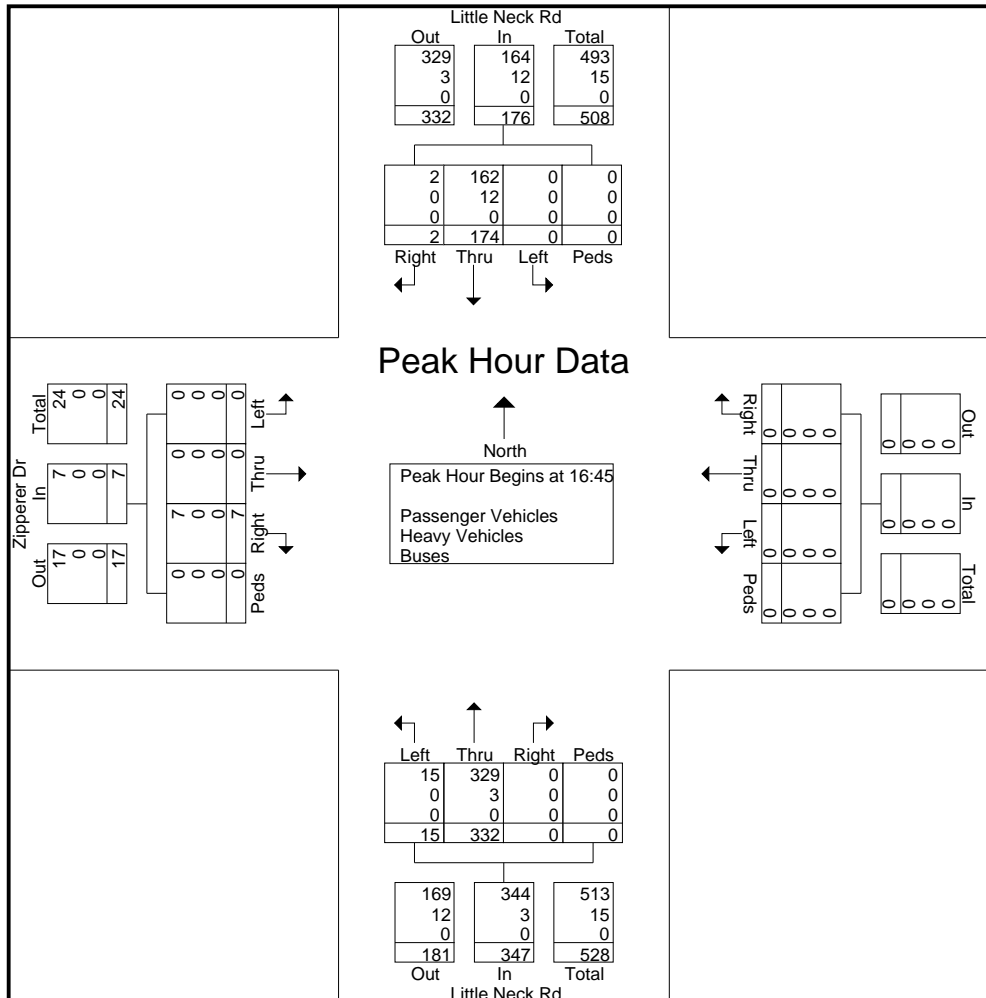 Little Neck Rd
Out In Total
329 164 493
3 12 15
0 0 0
332 176 508
2 162 0 0
0 12 0 0
0 0 0 0
2 174 0 0
Right Thru Left Peds
Peak Hour Data
North
Peak Hour Begins at 16:45
Passenger Vehicles
Heavy Vehicles
Buses
Zipperer Dr
Out In Total
17 7 24
0 0 0
0 0 0
17 7 24
Peds Right Thru Left
0 7 0 0
0 0 0 0
0 0 0 0
0 7 0 0
Right Thru Left Peds
0 0 0 0
0 0 0 0
0 0 0 0
0 0 0 0
Out In Total
0 0 0
0 0 0
0 0 0
0 0 0
Left Thru Right Peds
15 329 0 0
0 3 0 0
0 0 0 0
15 332 0 0
169 344 513
12 3 15
0 0 0
181 347 528
Out In Total
Little Neck Rd